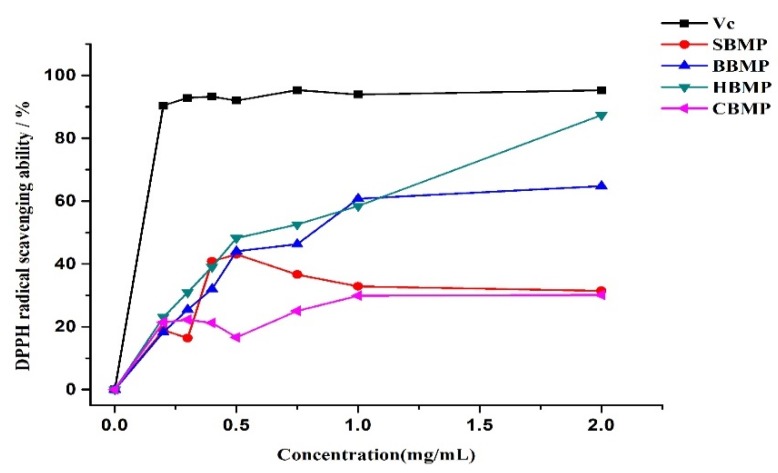 Vc
SBMP
BBMP
HBMP
CBMP
DPPH radical scavenging ability / %
100
80
60
40
20
0
0.0 0.5 1.0 1.5 2.0
Concentration(mg/mL)